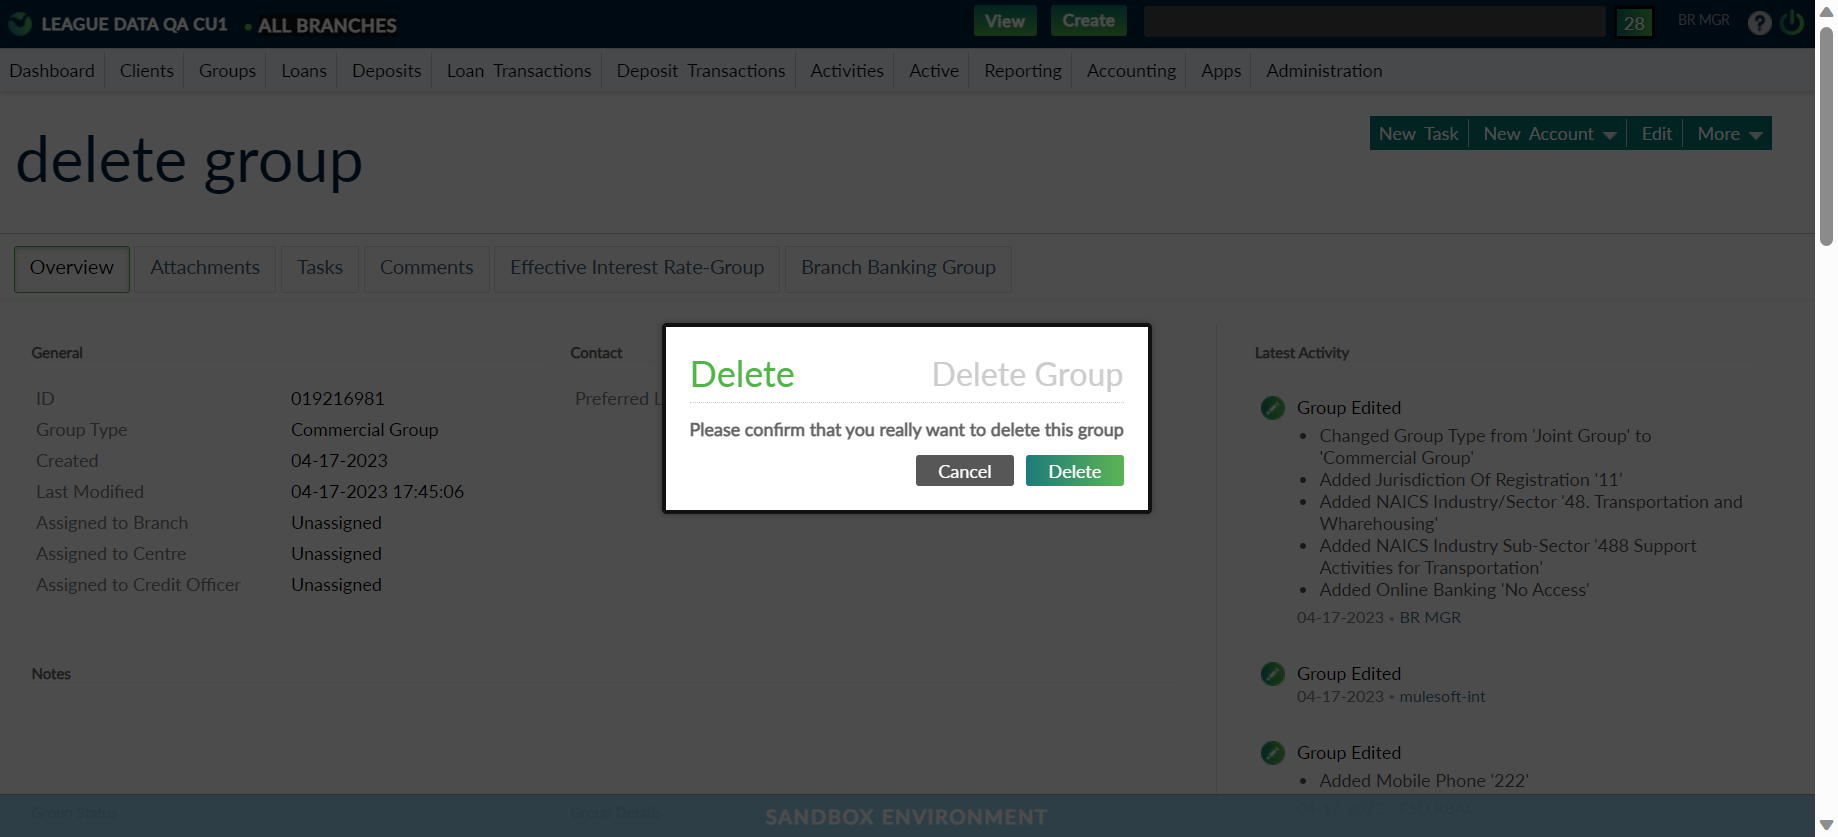 LEAGUE DATA QA CU1 • ALL BRANCHES
View
Create
28
BR MGR
?
Dashboard
Clients
Groups
Loans
Deposits
Loan Transactions
Deposit Transactions
Activities
Active
Reporting
Accounting
Apps
Administration
delete group
New Task
New Account
Edit
More
Overview
Attachments
Tasks
Comments
Effective Interest Rate-Group
Branch Banking Group
General
ID 019216981
Group Type Commercial Group
Created 04-17-2023
Last Modified 04-17-2023 17:45:06
Assigned to Branch Unassigned
Assigned to Centre Unassigned
Assigned to Credit Officer Unassigned
Contact
Preferred
Delete
Delete Group
Please confirm that you really want to delete this group
Cancel
Delete
Latest Activity
Group Edited
• Changed Group Type from 'Joint Group' to
'Commercial Group'
• Added Jurisdiction Of Registration '11'
• Added NAICS Industry/Sector '48. Transportation and
Wharehousing'
• Added NAICS Industry Sub-Sector '488 Support
Activities for Transportation'
• Added Online Banking 'No Access'
04-17-2023 • BR MGR
Group Edited
04-17-2023 • mulesoft-int
Group Edited
• Added Mobile Phone '222'
Notes
Group Status
Group Details
SANDBOX ENVIRONMENT